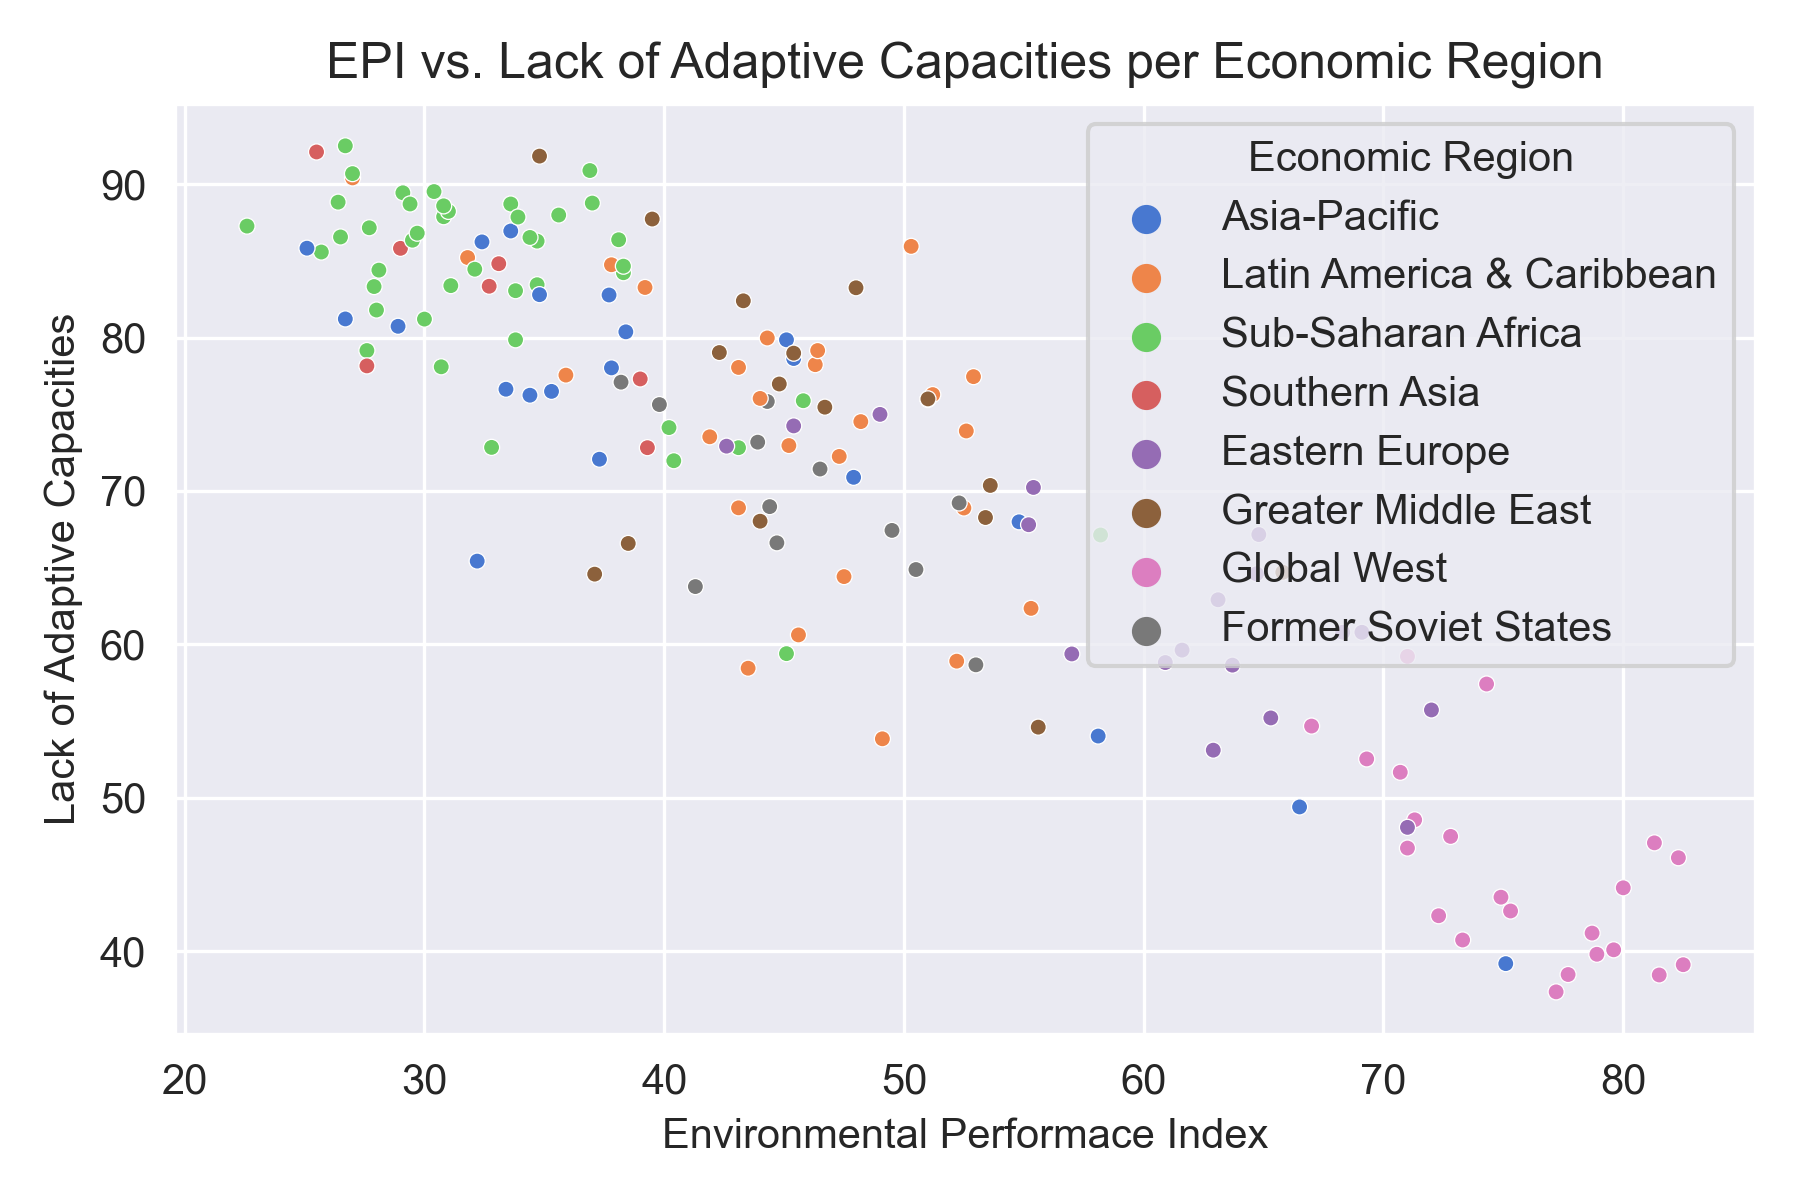 EPI vs. Lack of Adaptive Capacities per Economic Region
Economic Region
Asia-Pacific
Latin America & Caribbean
Sub-Saharan Africa
Southern Asia
Eastern Europe
Greater Middle East
Global West
Former Soviet States
Lack of Adaptive Capacities
90
80
70
60
50
40
20 30 40 50 60 70 80
Environmental Performace Index